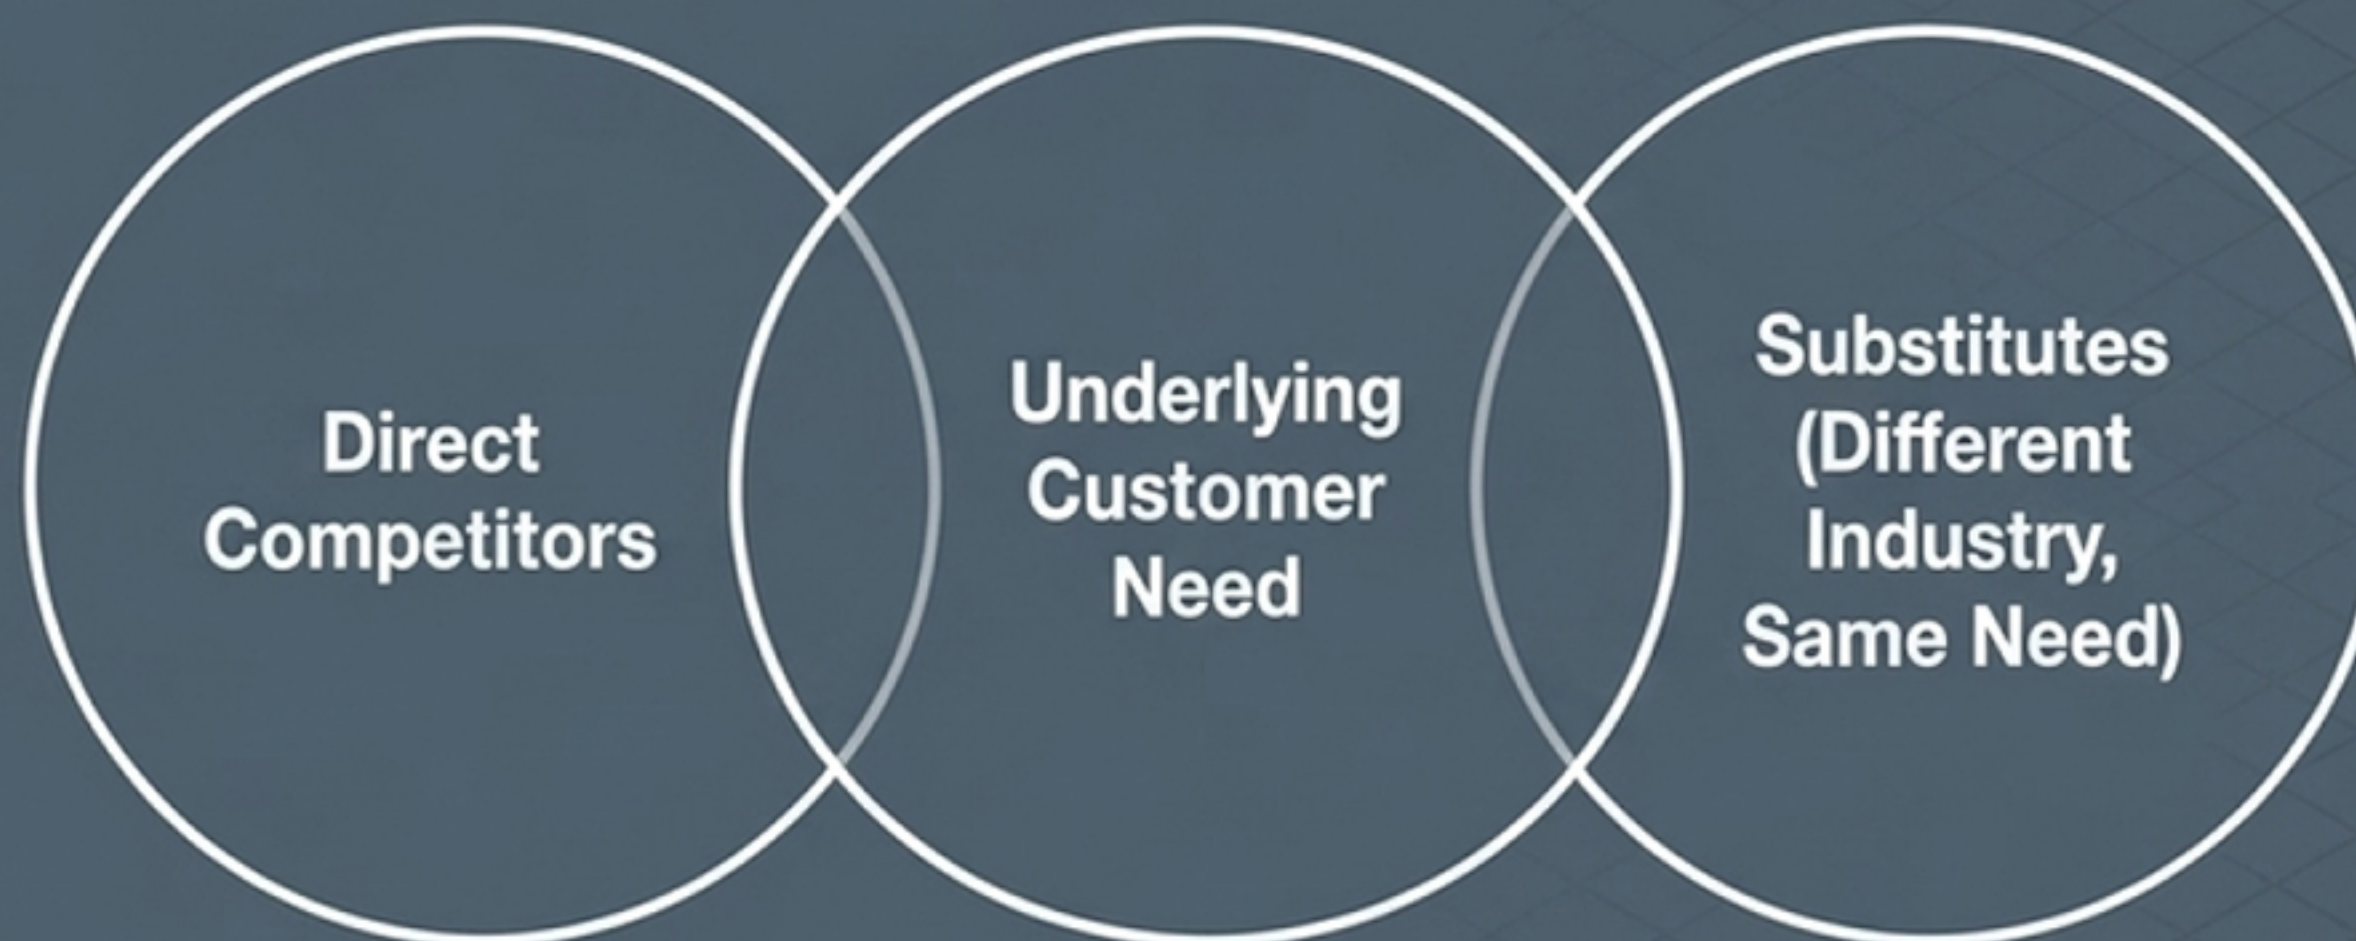 Direct
Competitors
Underlying
Customer
Need
Substitutes
(Different
Industry,
Same Need)